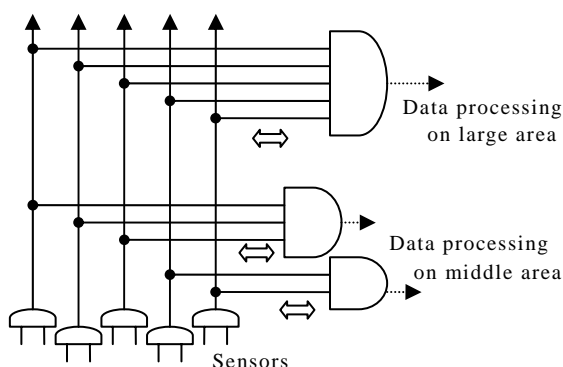 Data processing
on large area
Data processing
on middle area
Sensors